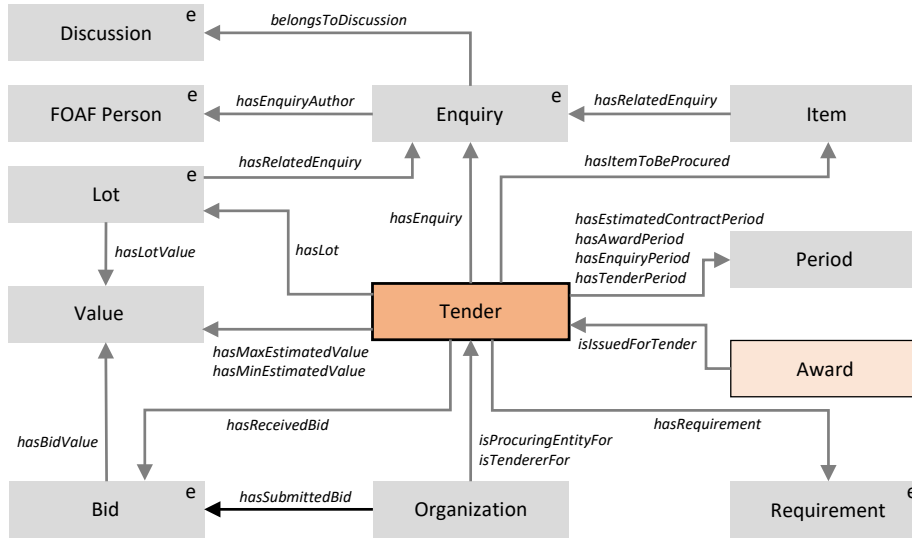 e
Discussion
belongsToDiscussion
e
FOAF Person
hasEnquiryAuthor
e
Enquiry
hasRelatedEnquiry
Item
hasRelatedEnquiry
hasItemToBeProcured
e
Lot
hasEnquiry
hasLot
hasLotValue
hasEstimatedContractPeriod
hasAwardPeriod
hasEnquiryPeriod
hasTenderPeriod
Period
Value
Tender
hasMaxEstimatedValue
hasMinEstimatedValue
isIssuedForTender
Award
hasReceivedBid
hasRequirement
hasBidValue
isProcuringEntityFor
isTendererFor
e
Bid
hasSubmittedBid
Organization
e
Requirement